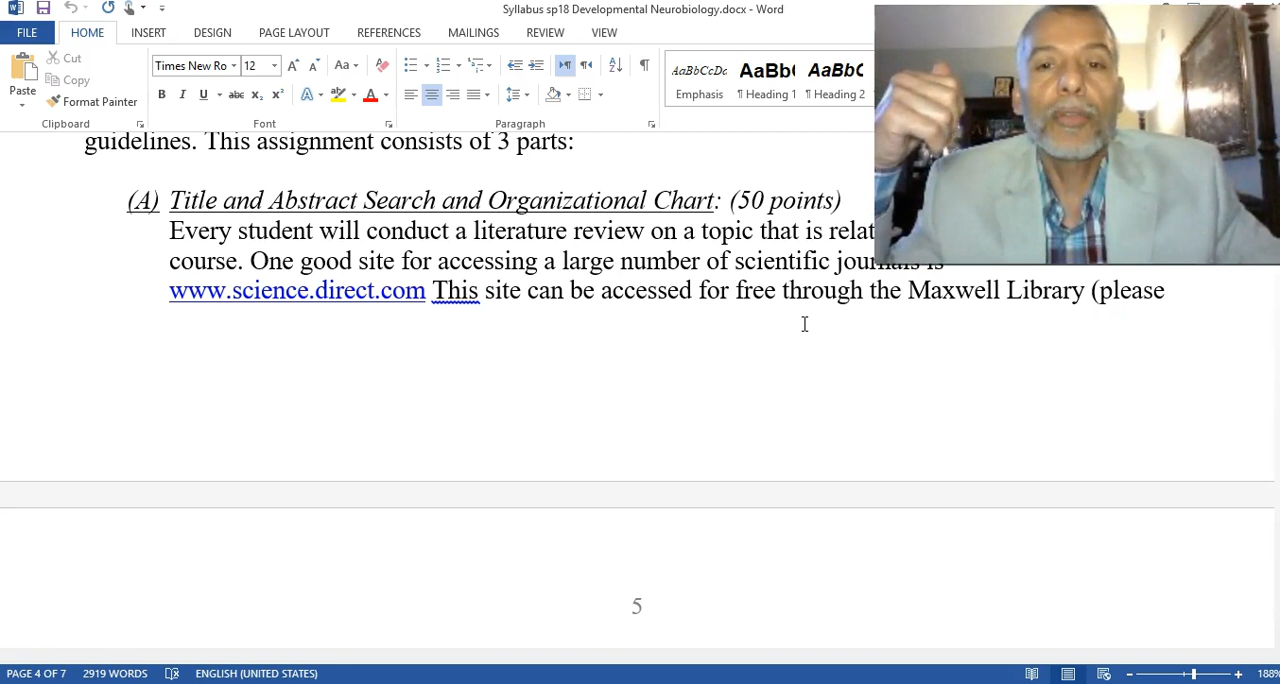 Syllabus sp18 Developmental Neurobiology.docx - Word
FILE HOME INSERT DESIGN PAGE LAYOUT REFERENCES MAILINGS REVIEW VIEW
Paste
Cut
Copy
Format Painter
Clipboard
Times New Ro 12
Font
Paragraph
AaBbCcDc AaBb( AaBbC
Emphasis ¶ Heading 1 ¶ Heading 2
guidelines. This assignment consists of 3 parts:
(A) Title and Abstract Search and Organizational Chart: (50 points)
Every student will conduct a literature review on a topic that is relat
course. One good site for accessing a large number of scientific journals is
www.science.direct.com This site can be accessed for free through the Maxwell Library (please
5
PAGE 4 OF 7 2919 WORDS ENGLISH (UNITED STATES) 188%